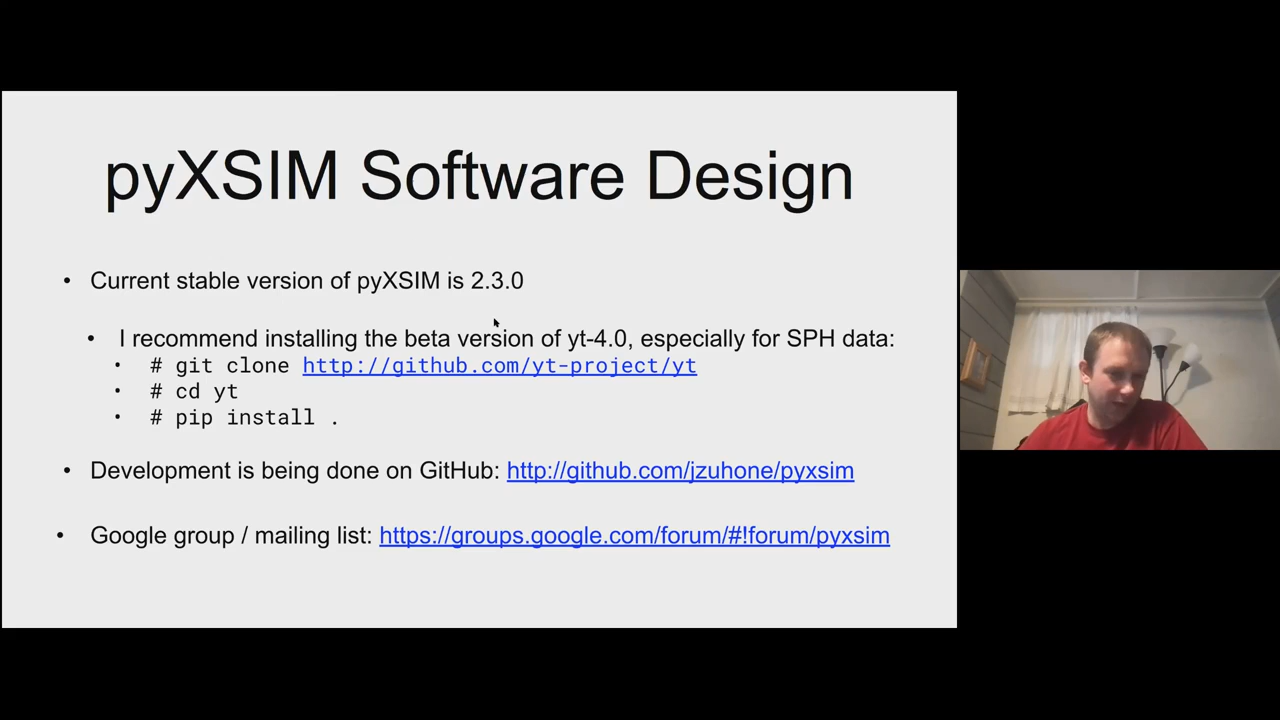 pyXSIM Software Design
• Current stable version of pyXSIM is 2.3.0
• I recommend installing the beta version of yt-4.0, especially for SPH data:
• # git clone http://github.com/yt-project/yt
• # cd yt
• # pip install .
• Development is being done on GitHub: http://github.com/jzuhone/pyxsim
• Google group / mailing list: https://groups.google.com/forum/#!forum/pyxsim